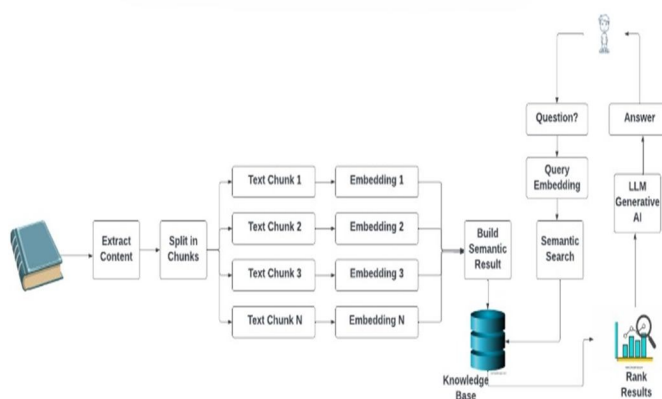 Extract
Content
Split in
Chunks
Text Chunk 1
Embedding 1
Text Chunk 2
Embedding 2
Text Chunk 3
Embedding 3
Text Chunk N
Embedding N
Build
Semantic
Result
Knowledge
Base
Question?
Query
Embedding
Semantic
Search
Rank
Results
LLM
Generative
AI
Answer